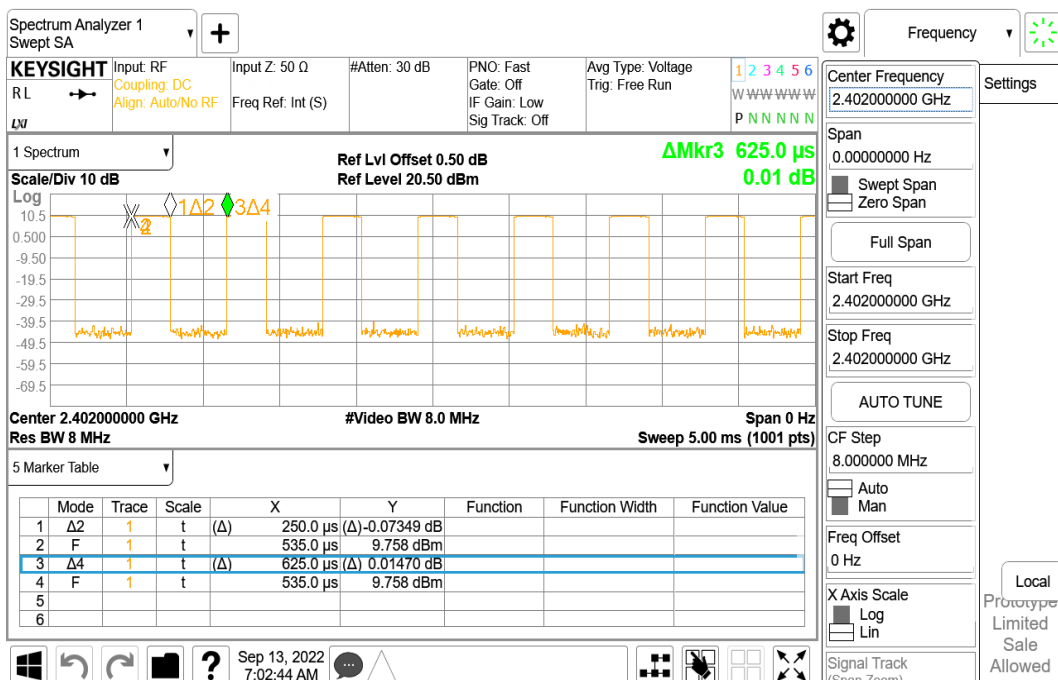 Spectrum Analyzer 1
Swept SA
Frequency
KEYSIGHT
R L
LXI
Input: RF
Coupling: DC
Align: Auto/No RF
Input Z: 50 Ω
Freq Ref: Int (S)
#Atten: 30 dB
PNO: Fast
Gate: Off
IF Gain: Low
Sig Track: Off
Avg Type: Voltage
Trig: Free Run
1 2 3 4 5 6
W W W W W W
P N N N N N
1 Spectrum
Scale/Div 10 dB
Ref Lvl Offset 0.50 dB
Ref Level 20.50 dBm
ΔMkr3 625.0 µs
0.01 dB
Log
10.5
0.500
-9.50
-19.5
-29.5
-39.5
-49.5
-59.5
-69.5
1Δ2
3Δ4
Center 2.402000000 GHz
#Video BW 8.0 MHz
Span 0 Hz
Res BW 8 MHz
Sweep 5.00 ms (1001 pts)
5 Marker Table
Mode Trace Scale X Y Function Function Width Function Value
1 Δ2 1 t (Δ) 250.0 µs (Δ) -0.07349 dB
2 F 1 t 535.0 µs 9.758 dBm
3 Δ4 1 t (Δ) 625.0 µs (Δ) 0.01470 dB
4 F 1 t 535.0 µs 9.758 dBm
5
6
Sep 13, 2022
7:02:44 AM
Center Frequency
2.402000000 GHz
Span
0.00000000 Hz
Swept Span
Zero Span
Full Span
Start Freq
2.402000000 GHz
Stop Freq
2.402000000 GHz
AUTO TUNE
CF Step
8.000000 MHz
Auto
Man
Freq Offset
0 Hz
X Axis Scale
Log
Lin
Signal Track
(Span Zoom)
Settings
Local
Prototype
Limited
Sale
Allowed